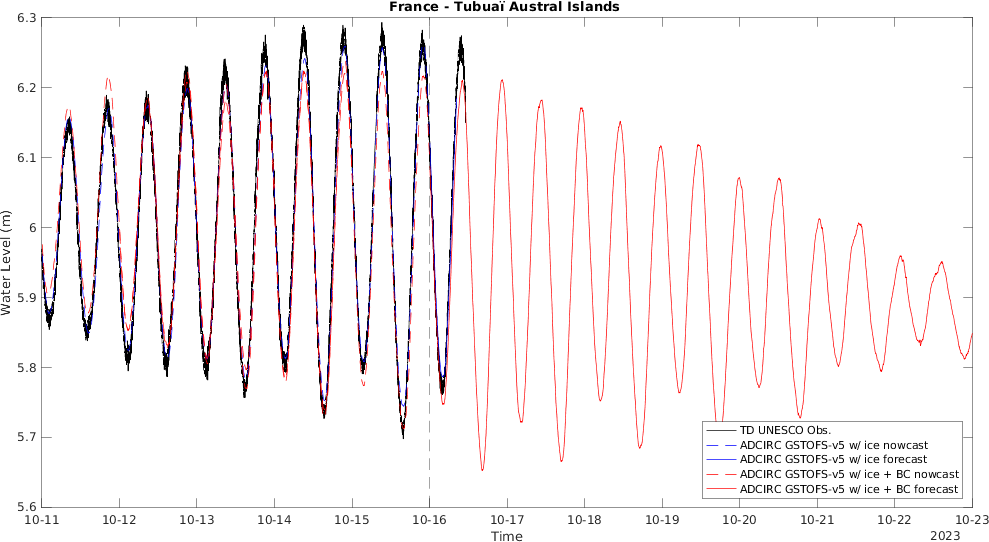 France - Tubuaï Austral Islands
6.3
6.2
6.1
6
5.9
5.8
5.7
5.6
Water Level (m)
TD UNESCO Obs.
ADCIRC GSTOFS-v5 w/ ice nowcast
ADCIRC GSTOFS-v5 w/ ice forecast
ADCIRC GSTOFS-v5 w/ ice + BC nowcast
ADCIRC GSTOFS-v5 w/ ice + BC forecast
10-11 10-12 10-13 10-14 10-15 10-16 10-17 10-18 10-19 10-20 10-21 10-22 10-23
Time
2023